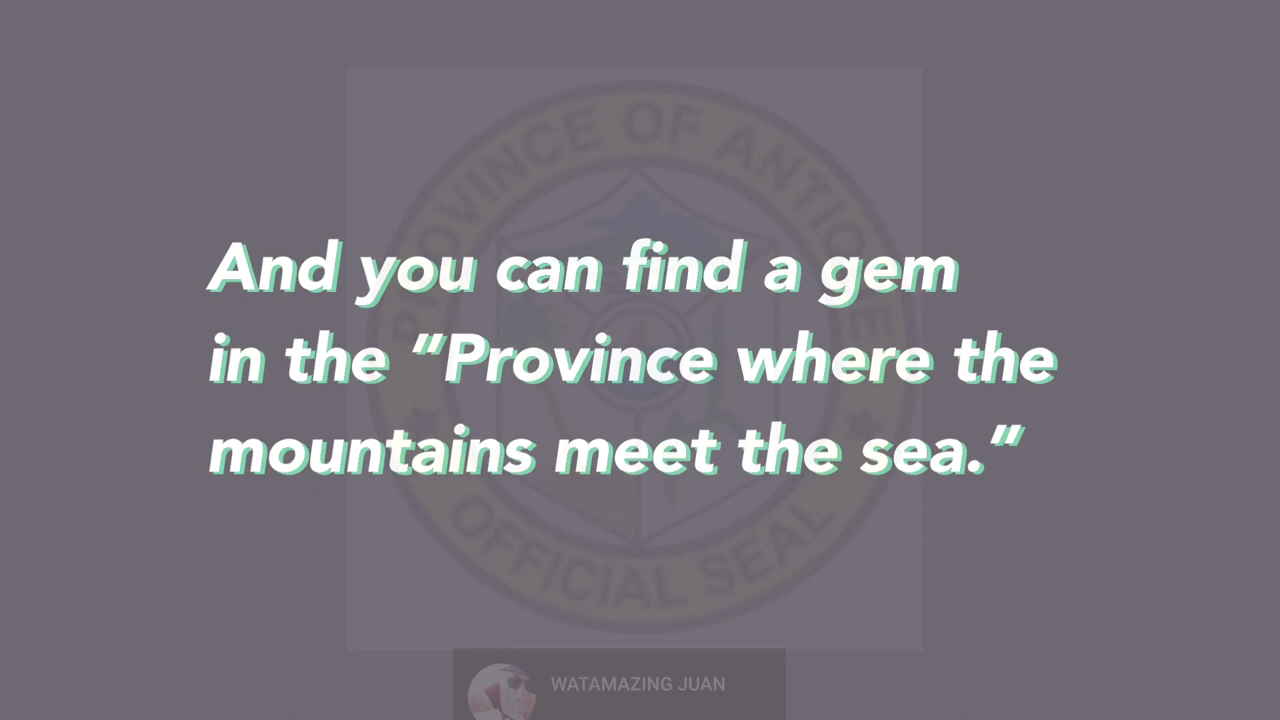 PROVINCE OF ANTIQUE
And you can find a gem
in the “Province where the
mountains meet the sea.”
OFFICIAL SEAL
WATAMAZING JUAN